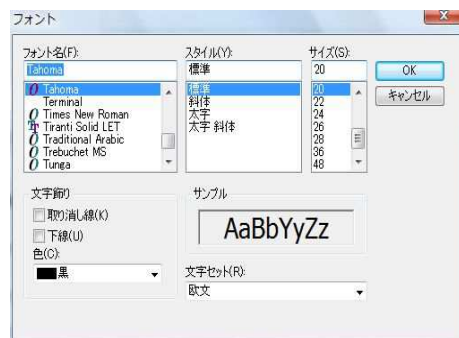 フォント
フォント名(F):
Tahoma
Tahoma
Terminal
Times New Roman
Tiranti Solid LET
Traditional Arabic
Trebuchet MS
Tunga
スタイル(Y):
標準
標準
斜体
太字
太字 斜体
サイズ(S):
20
20
22
24
26
28
36
48
OK
キャンセル
文字飾り
取り消し線(K)
下線(U)
色(C):
黒
サンプル
AaBbYyZz
文字セット(R):
欧文